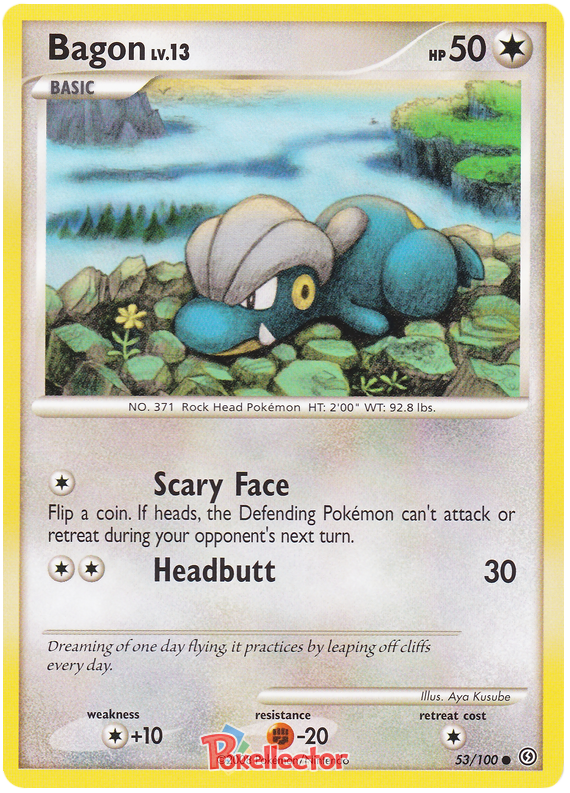 Bagon LV.13 HP 50
BASIC
NO. 371 Rock Head Pokémon HT: 2'00" WT: 92.8 lbs.
Scary Face
Flip a coin. If heads, the Defending Pokémon can't attack or
retreat during your opponent's next turn.
Headbutt 30
Dreaming of one day flying, it practices by leaping off cliffs
every day.
Illus. Aya Kusube
weakness resistance retreat cost
+10 -20
Pokellector
Pokémon/Nintendo 53/100